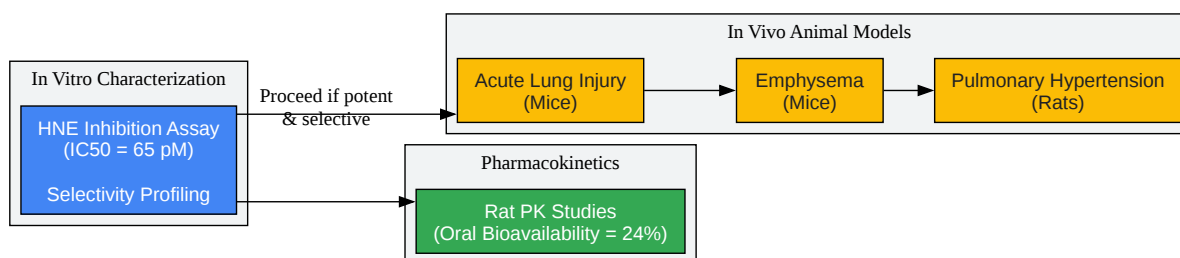 In Vitro Characterization
HNE Inhibition Assay
(IC50 = 65 pM)
Selectivity Profiling
Proceed if potent
& selective
In Vivo Animal Models
Acute Lung Injury
(Mice)
Emphysema
(Mice)
Pulmonary Hypertension
(Rats)
Pharmacokinetics
Rat PK Studies
(Oral Bioavailability = 24%)